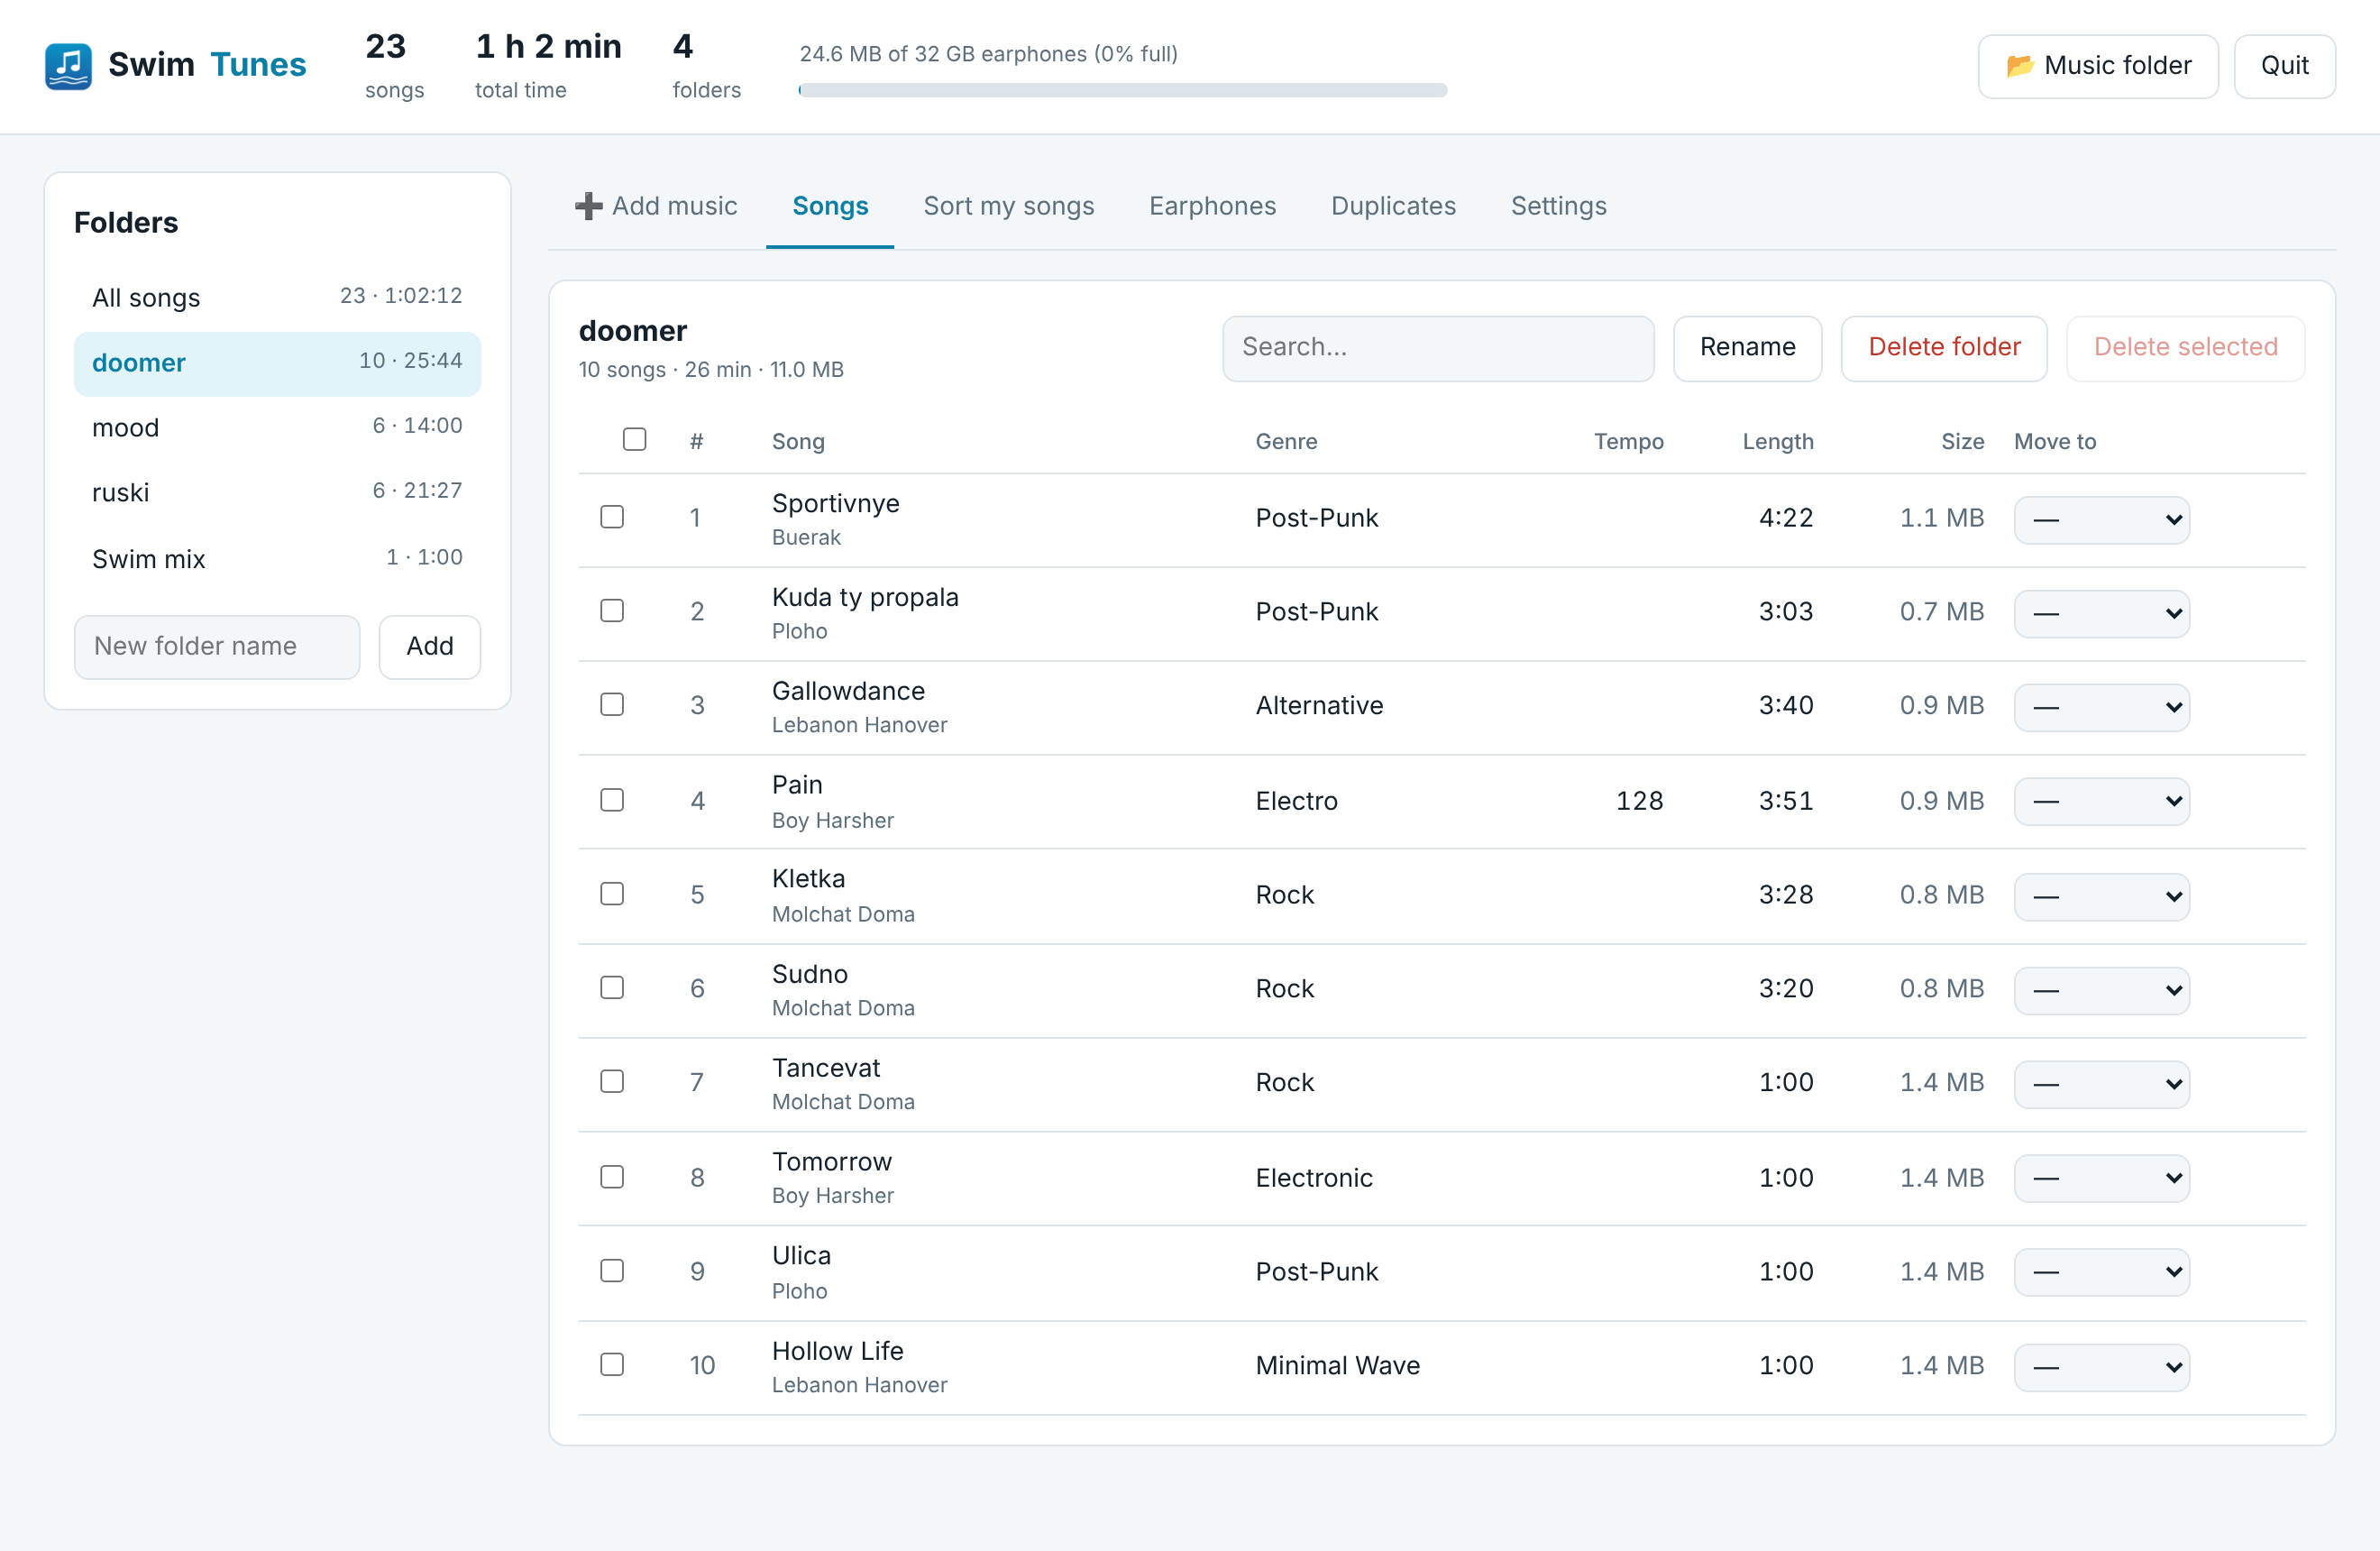 Swim Tunes
23 songs
1 h 2 min total time
4 folders
24.6 MB of 32 GB earphones (0% full)
📂 Music folder
Quit
Folders
All songs 23 · 1:02:12
doomer 10 · 25:44
mood 6 · 14:00
ruski 6 · 21:27
Swim mix 1 · 1:00
New folder name Add
➕ Add music Songs Sort my songs Earphones Duplicates Settings
doomer
10 songs · 26 min · 11.0 MB
Search... Rename Delete folder Delete selected
# Song Genre Tempo Length Size Move to
1 Sportivnye Post-Punk 4:22 1.1 MB —
Buerak
2 Kuda ty propala Post-Punk 3:03 0.7 MB —
Ploho
3 Gallowdance Alternative 3:40 0.9 MB —
Lebanon Hanover
4 Pain Electro 128 3:51 0.9 MB —
Boy Harsher
5 Kletka Rock 3:28 0.8 MB —
Molchat Doma
6 Sudno Rock 3:20 0.8 MB —
Molchat Doma
7 Tancevat Rock 1:00 1.4 MB —
Molchat Doma
8 Tomorrow Electronic 1:00 1.4 MB —
Boy Harsher
9 Ulica Post-Punk 1:00 1.4 MB —
Ploho
10 Hollow Life Minimal Wave 1:00 1.4 MB —
Lebanon Hanover